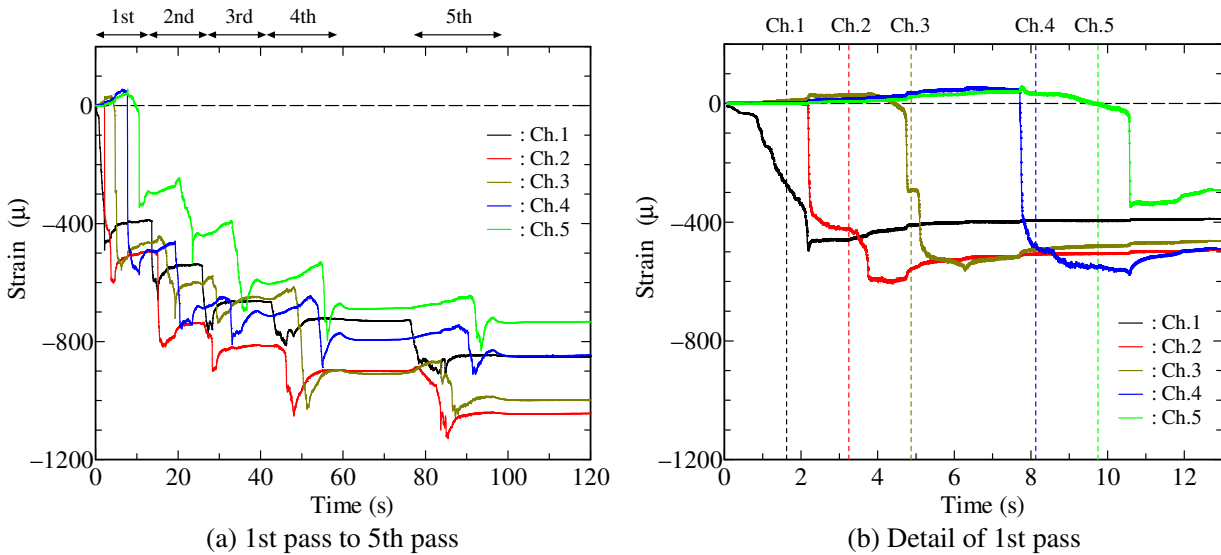 1st 2nd 3rd 4th 5th
0
−400
−800
−1200
Strain (μ)
: Ch.1
: Ch.2
: Ch.3
: Ch.4
: Ch.5
0 20 40 60 80 100 120
Time (s)
(a) 1st pass to 5th pass
Ch.1 Ch.2 Ch.3 Ch.4 Ch.5
0
−400
−800
−1200
Strain (μ)
: Ch.1
: Ch.2
: Ch.3
: Ch.4
: Ch.5
0 2 4 6 8 10 12
Time (s)
(b) Detail of 1st pass